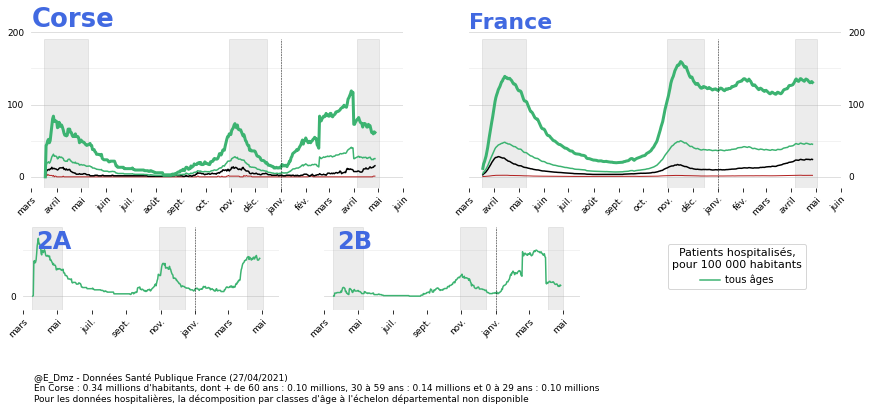 Corse
France
200
200
100
100
0
0
mars avril mai juin juil. août sept. oct. nov. déc. janv. fév. mars avril mai juin
mars avril mai juin juil. août sept. oct. nov. déc. janv. fév. mars avril mai juin
2A
2B
Patients hospitalisés,
pour 100 000 habitants
tous âges
0
mars mai juil. sept. nov. janv. mars mai
mars mai juil. sept. nov. janv. mars mai
@E_Dmz - Données Santé Publique France (27/04/2021)
En Corse : 0.34 millions d'habitants, dont + de 60 ans : 0.10 millions, 30 à 59 ans : 0.14 millions et 0 à 29 ans : 0.10 millions
Pour les données hospitalières, la décomposition par classes d'âge à l'échelon départemental non disponible